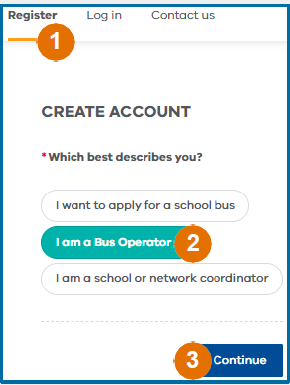 Register Log in Contact us
1
CREATE ACCOUNT
*Which best describes you?
I want to apply for a school bus
I am a Bus Operator 2
I am a school or network coordinator
3 Continue